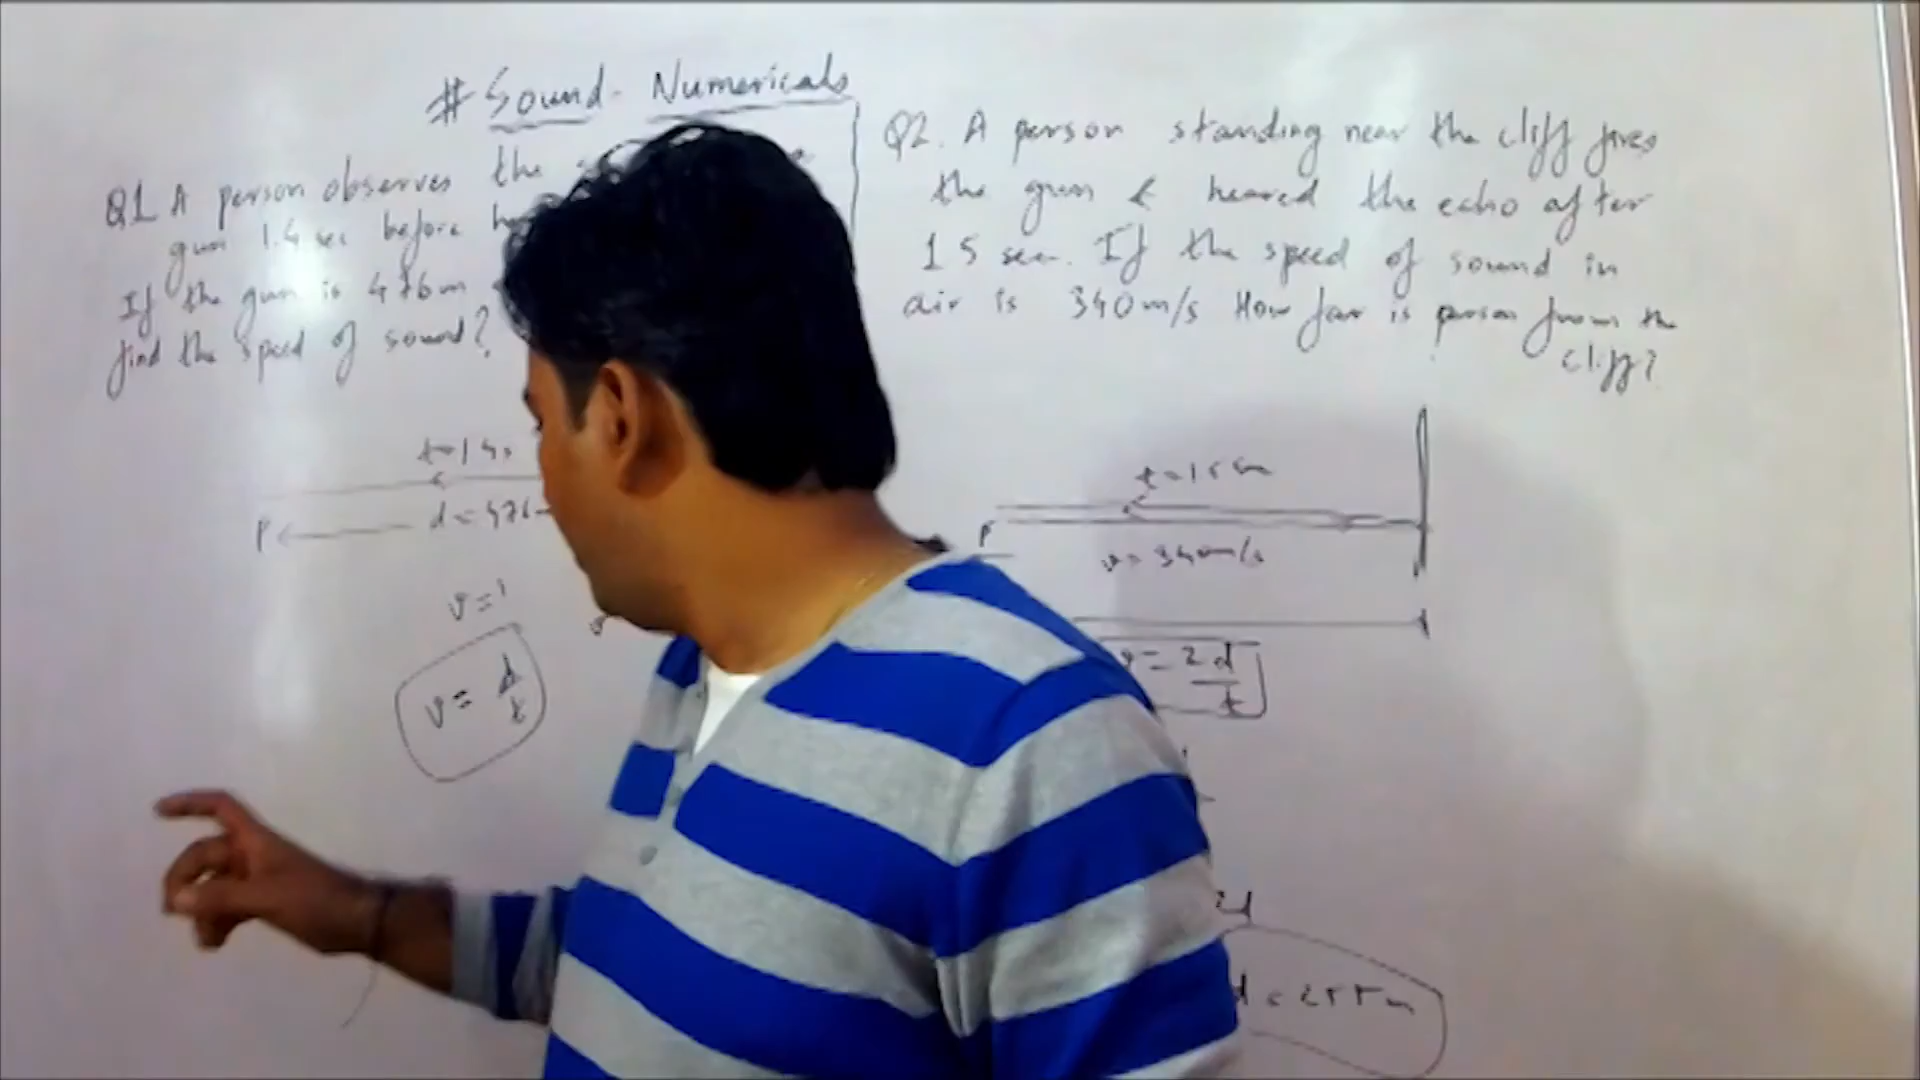 # Sound - Numericals
Q1 A person observes the
gun 1.4 sec before
If the gun is 476m
find the speed of sound?
t=1.4s
P
d = 476
v = ?
v = d/t
Q2. A person standing near the cliff fires
the gun & heared the echo after
1.5 sec. If the speed of sound in
air is 340m/s How far is person from the
cliff?
t=1.5 sec
P
v = 340m/s
v = 2d/t
2d
d = 255m